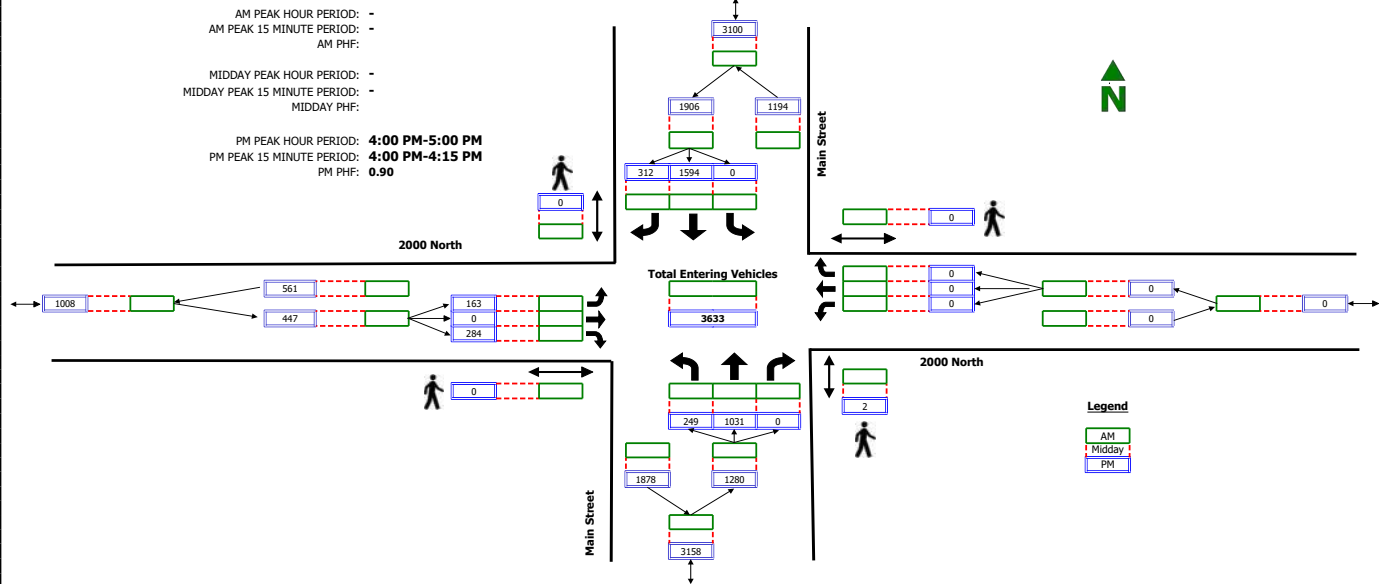 AM PEAK HOUR PERIOD: -
AM PEAK 15 MINUTE PERIOD: -
AM PHF:
MIDDAY PEAK HOUR PERIOD: -
MIDDAY PEAK 15 MINUTE PERIOD: -
MIDDAY PHF:
PM PEAK HOUR PERIOD: 4:00 PM-5:00 PM
PM PEAK 15 MINUTE PERIOD: 4:00 PM-4:15 PM
PM PHF: 0.90
3100
1906 1194
312 1594 0
Main Street
N
0
0
2000 North
Total Entering Vehicles
3633
1008
561
447
163
0
284
0
0
0
0
0
0
2000 North
0
249 1031 0
2
1878 1280
3158
Main Street
Legend
AM
Midday
PM